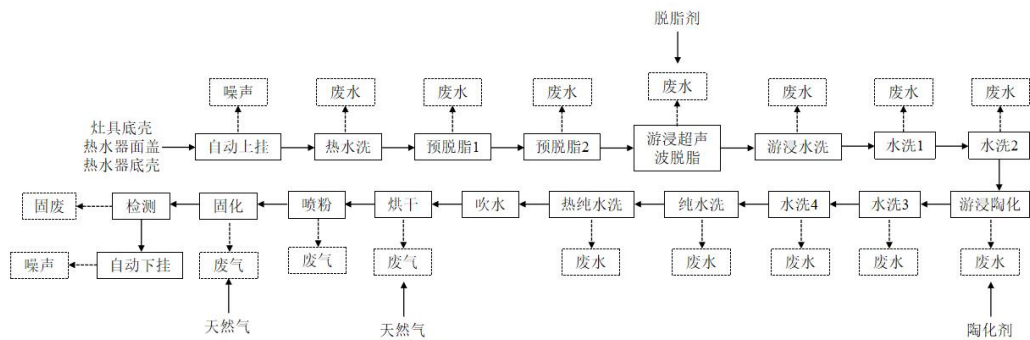 脱脂剂
噪声
废水
废水
废水
废水
废水
废水
废水
灶具底壳
热水器面盖
热水器底壳
自动上挂
热水洗
预脱脂1
预脱脂2
游浸超声
波脱脂
游浸水洗
水洗1
水洗2
固废
检测
固化
喷粉
烘干
吹水
热纯水洗
纯水洗
水洗4
水洗3
游浸陶化
噪声
自动下挂
废气
废气
废气
废水
废水
废水
废水
废水
天然气
天然气
陶化剂